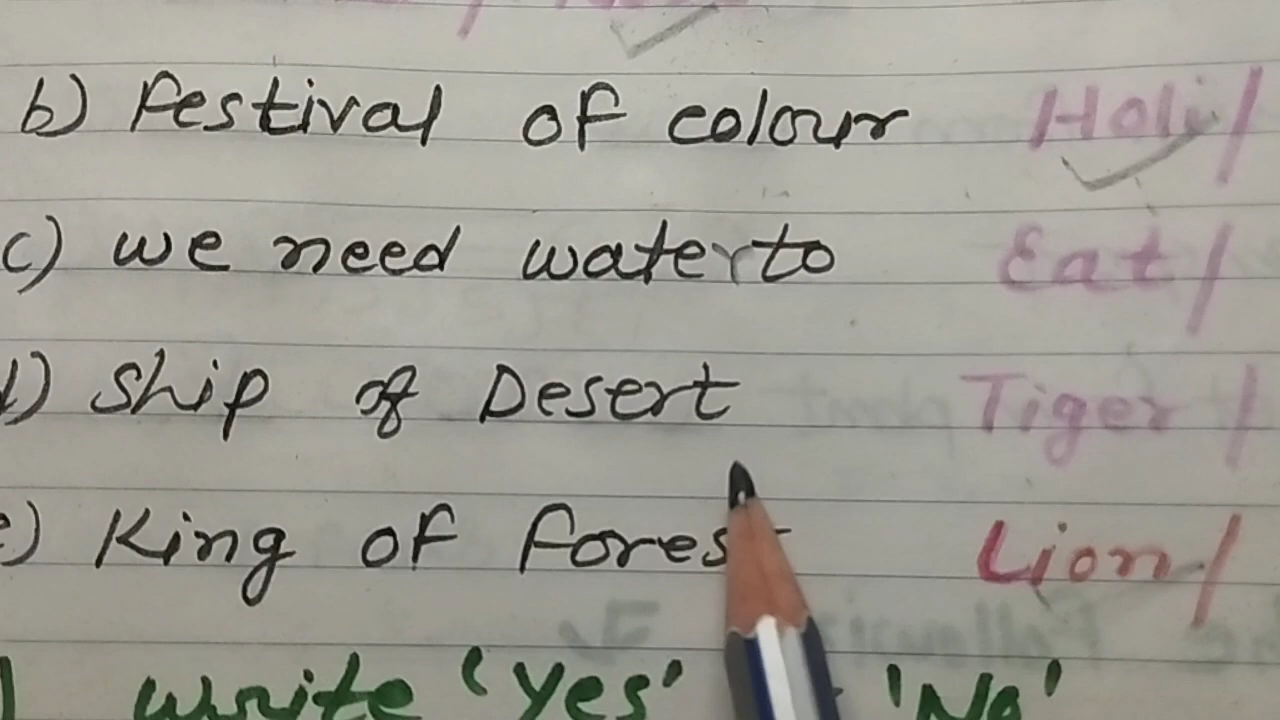 b) Festival of colour Holi/
c) we need water to Eat/
d) Ship of Desert Tiger/
e) King of forest Lion/
write 'Yes' 'No'